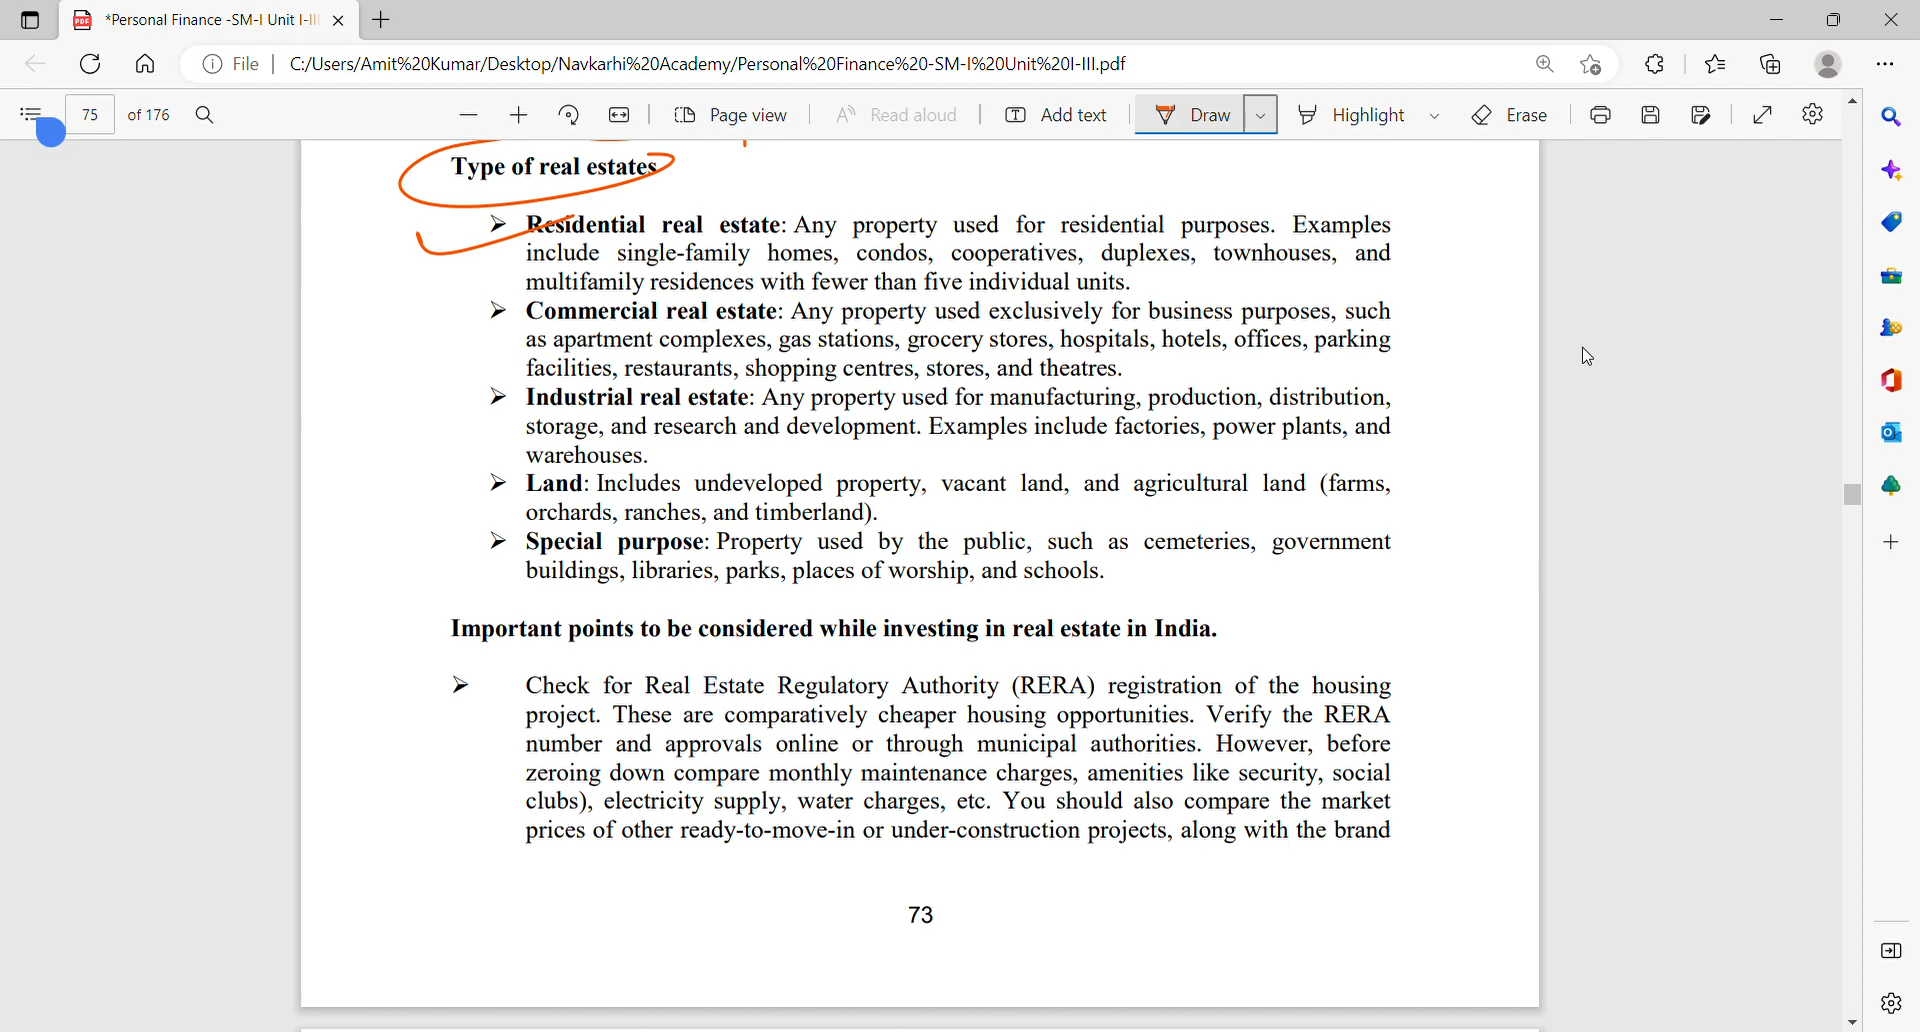 *Personal Finance -SM-I Unit I-III
File
C:/Users/Amit%20Kumar/Desktop/Navkarhi%20Academy/Personal%20Finance%20-SM-I%20Unit%20I-III.pdf
75 of 176
Page view
Read aloud
Add text
Draw
Highlight
Erase
Type of real estates
➢ Residential real estate: Any property used for residential purposes. Examples
include single-family homes, condos, cooperatives, duplexes, townhouses, and
multifamily residences with fewer than five individual units.
➢ Commercial real estate: Any property used exclusively for business purposes, such
as apartment complexes, gas stations, grocery stores, hospitals, hotels, offices, parking
facilities, restaurants, shopping centres, stores, and theatres.
➢ Industrial real estate: Any property used for manufacturing, production, distribution,
storage, and research and development. Examples include factories, power plants, and
warehouses.
➢ Land: Includes undeveloped property, vacant land, and agricultural land (farms,
orchards, ranches, and timberland).
➢ Special purpose: Property used by the public, such as cemeteries, government
buildings, libraries, parks, places of worship, and schools.
Important points to be considered while investing in real estate in India.
➢ Check for Real Estate Regulatory Authority (RERA) registration of the housing
project. These are comparatively cheaper housing opportunities. Verify the RERA
number and approvals online or through municipal authorities. However, before
zeroing down compare monthly maintenance charges, amenities like security, social
clubs), electricity supply, water charges, etc. You should also compare the market
prices of other ready-to-move-in or under-construction projects, along with the brand
73